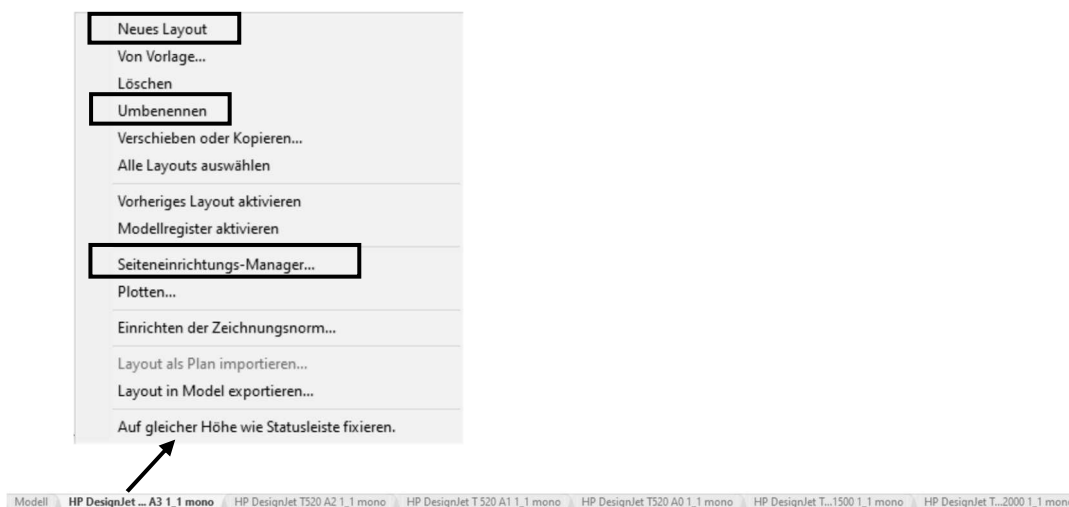 Neues Layout
Von Vorlage...
Löschen
Umbenennen
Verschieben oder Kopieren...
Alle Layouts auswählen
Vorheriges Layout aktivieren
Modellregister aktivieren
Seiteneinrichtungs-Manager...
Plotten...
Einrichten der Zeichnungsnorm...
Layout als Plan importieren...
Layout in Model exportieren...
Auf gleicher Höhe wie Statusleiste fixieren.
Modell HP DesignJet ... A3 1_1 mono HP DesignJet T520 A2 1_1 mono HP DesignJet T 520 A1 1_1 mono HP DesignJet T520 A0 1_1 mono HP DesignJet T...1500 1_1 mono HP DesignJet T...2000 1_1 mono